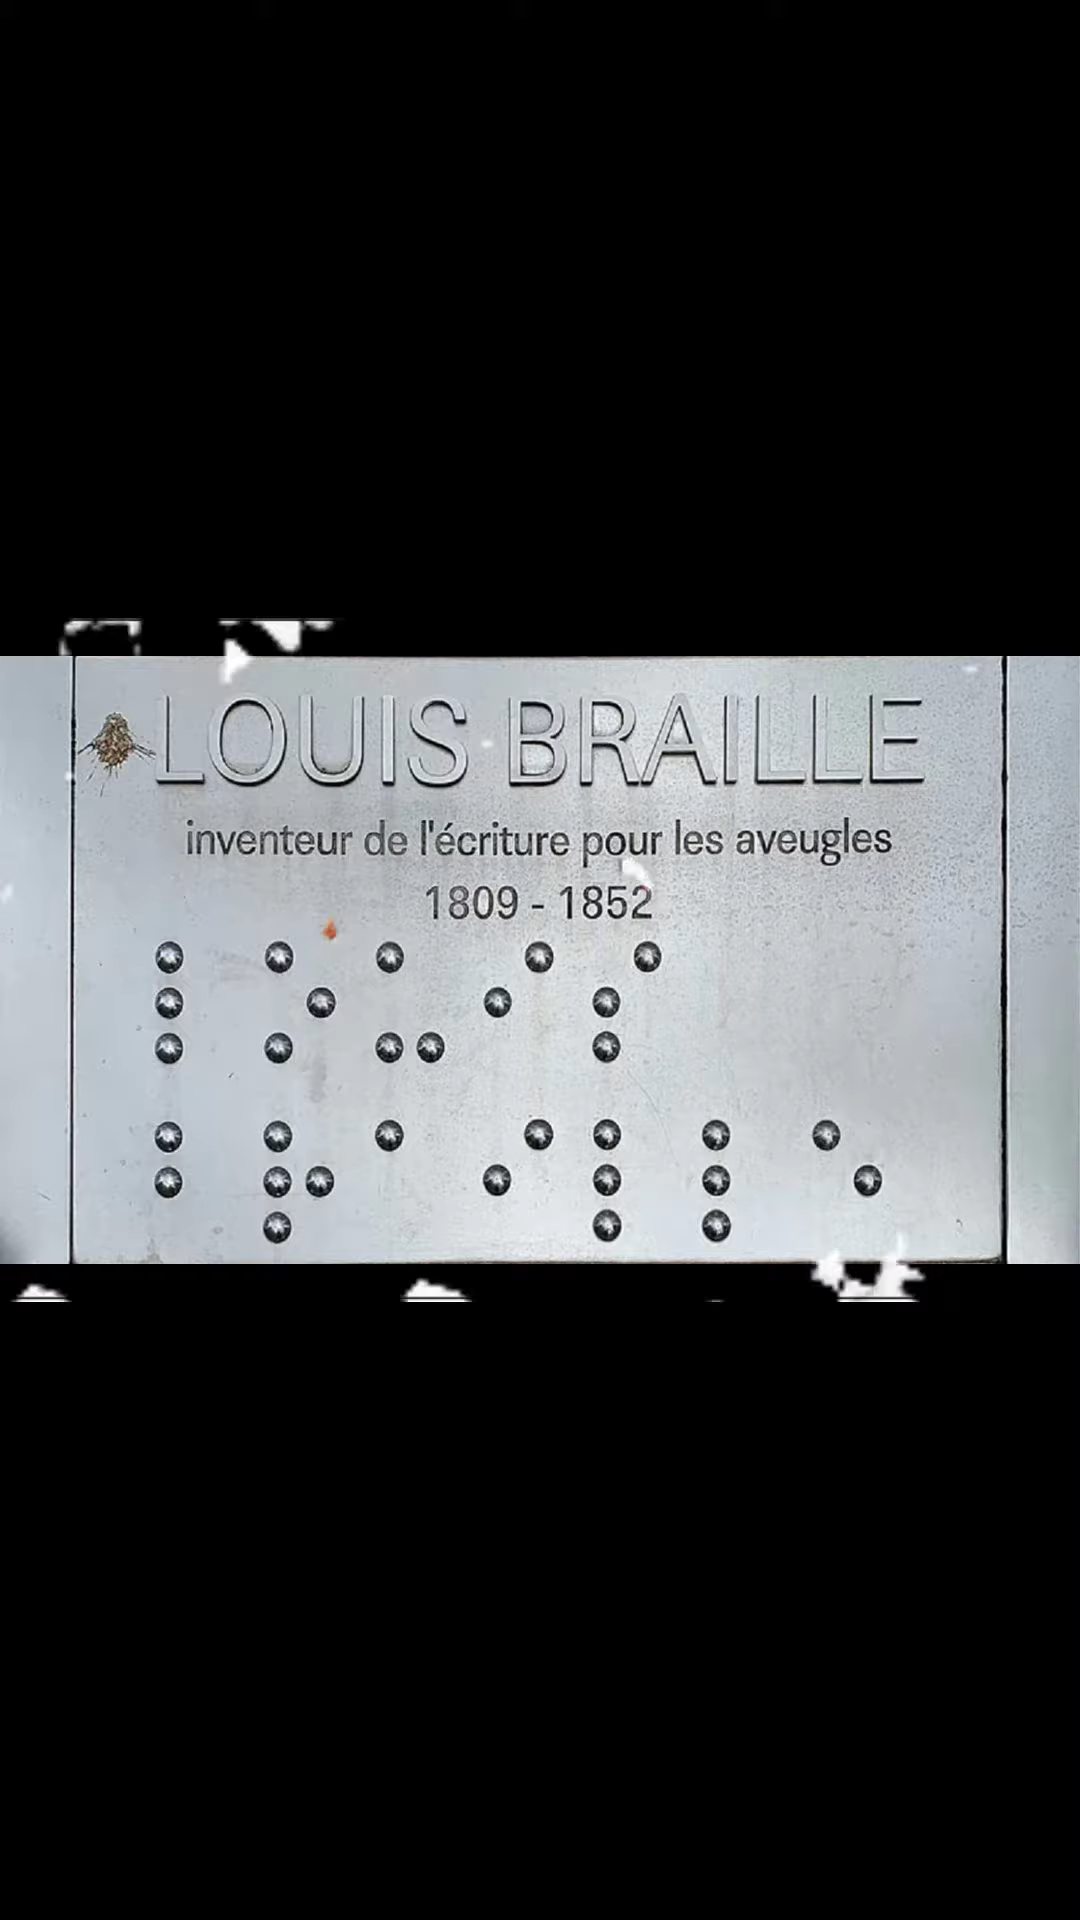 LOUIS BRAILLE
inventeur de l'écriture pour les aveugles
1809 - 1852
⠇⠕⠥⠊⠎
⠃⠗⠁⠊⠇⠇⠑